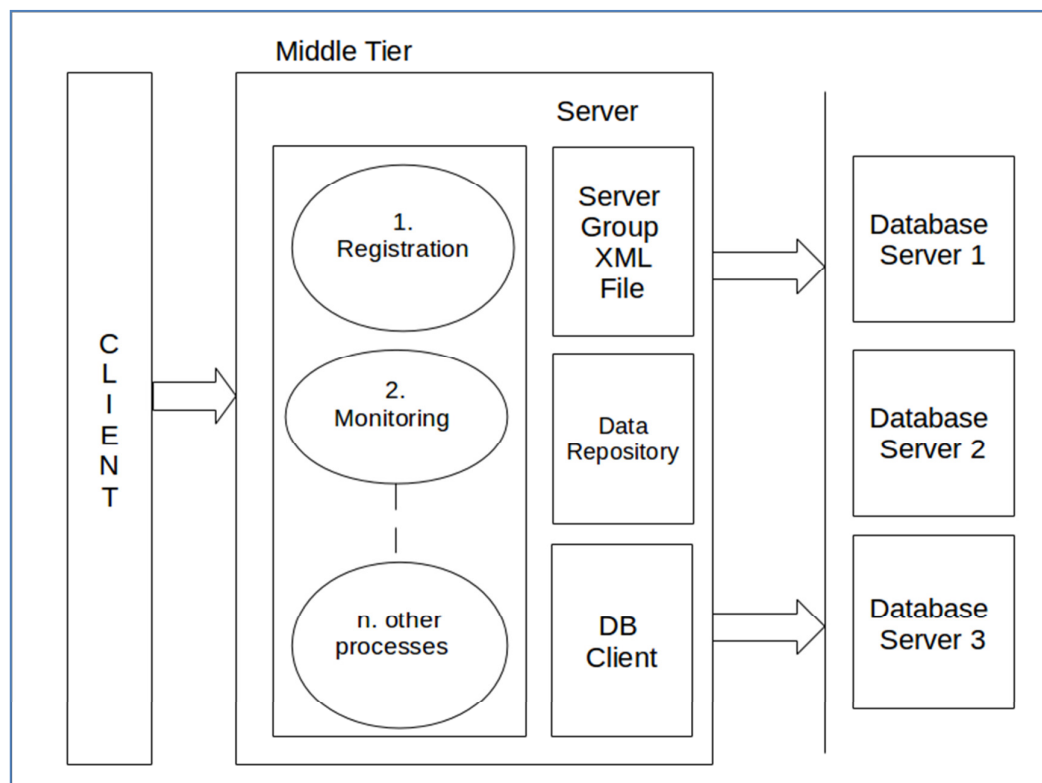 Middle Tier
C
L
I
E
N
T
1.
Registration
2.
Monitoring
n. other
processes
Server
Server
Group
XML
File
Data
Repository
DB
Client
Database
Server 1
Database
Server 2
Database
Server 3